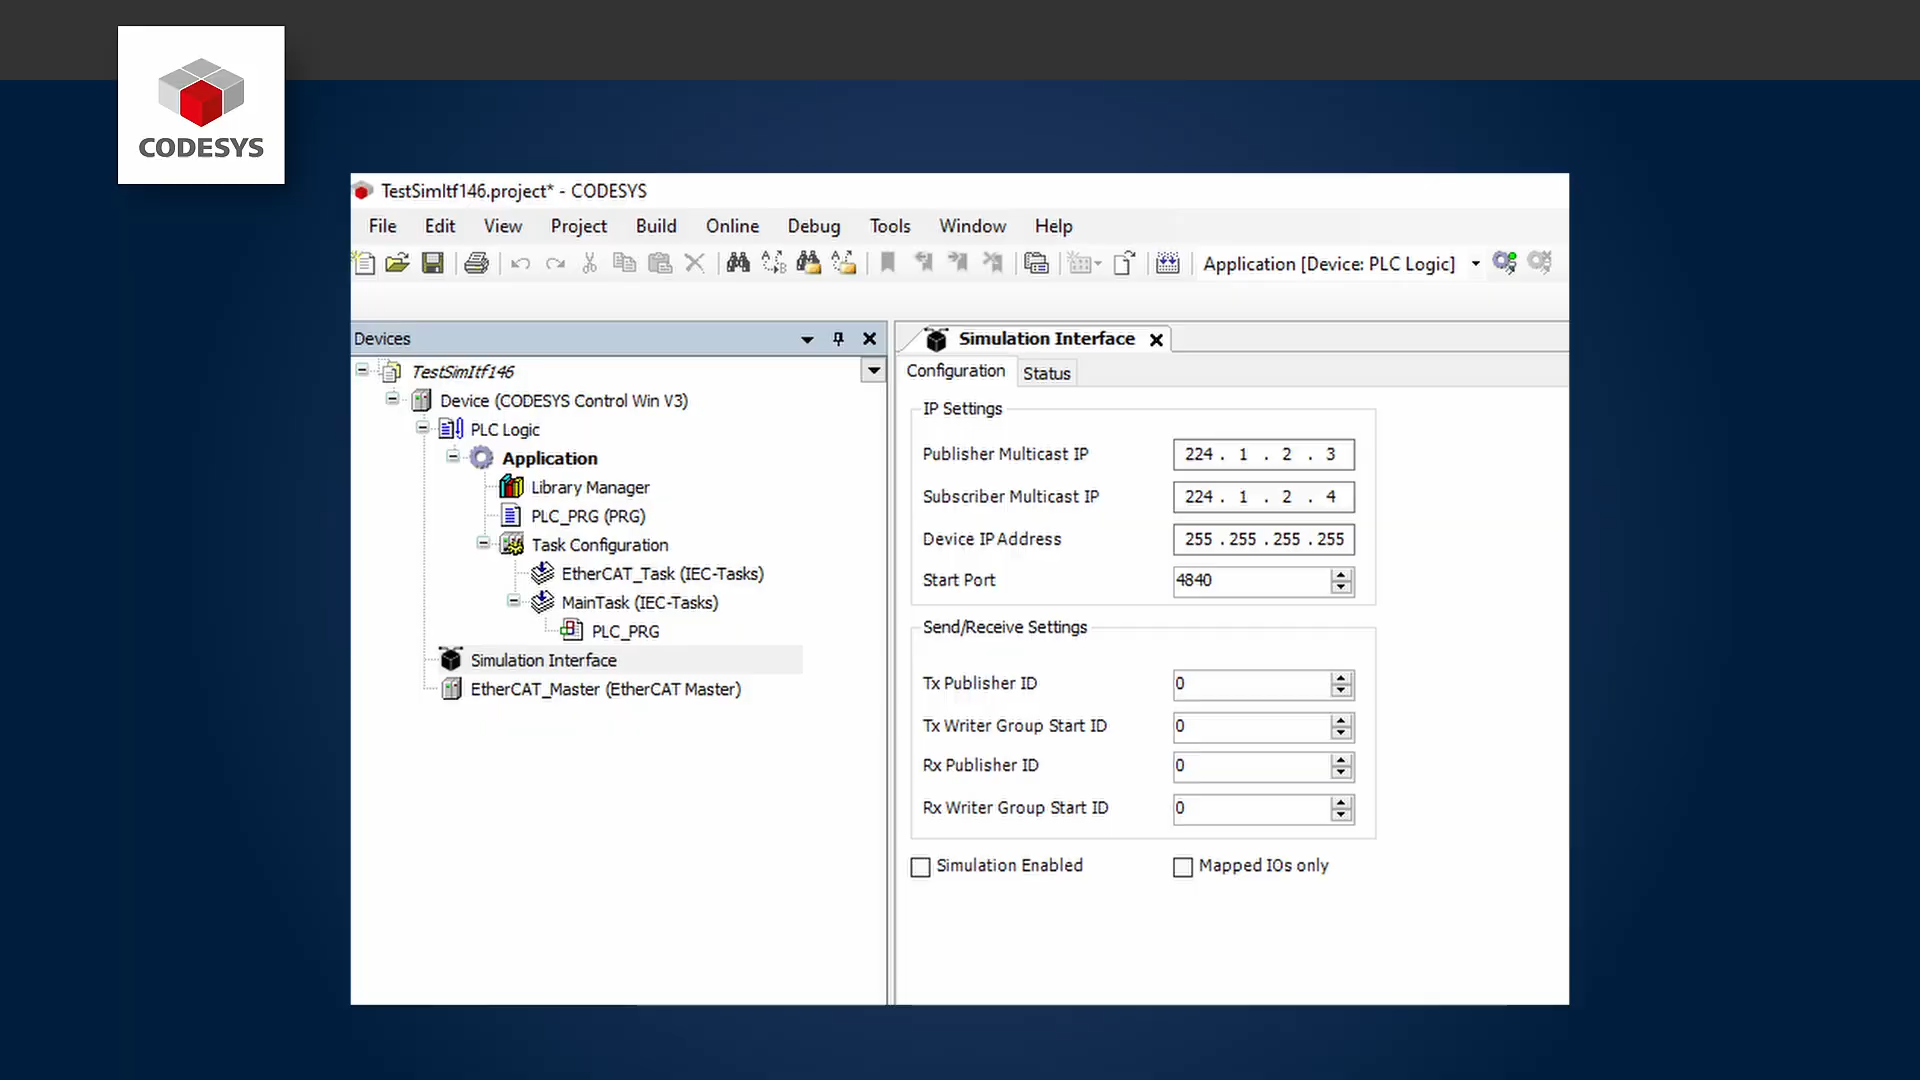 CODESYS
TestSimItf146.project* - CODESYS
File Edit View Project Build Online Debug Tools Window Help
Application [Device: PLC Logic]
Devices
TestSimItf146
Device (CODESYS Control Win V3)
PLC Logic
Application
Library Manager
PLC_PRG (PRG)
Task Configuration
EtherCAT_Task (IEC-Tasks)
MainTask (IEC-Tasks)
PLC_PRG
Simulation Interface
EtherCAT_Master (EtherCAT Master)
Simulation Interface
Configuration Status
IP Settings
Publisher Multicast IP 224 . 1 . 2 . 3
Subscriber Multicast IP 224 . 1 . 2 . 4
Device IP Address 255 . 255 . 255 . 255
Start Port 4840
Send/Receive Settings
Tx Publisher ID 0
Tx Writer Group Start ID 0
Rx Publisher ID 0
Rx Writer Group Start ID 0
Simulation Enabled Mapped IOs only